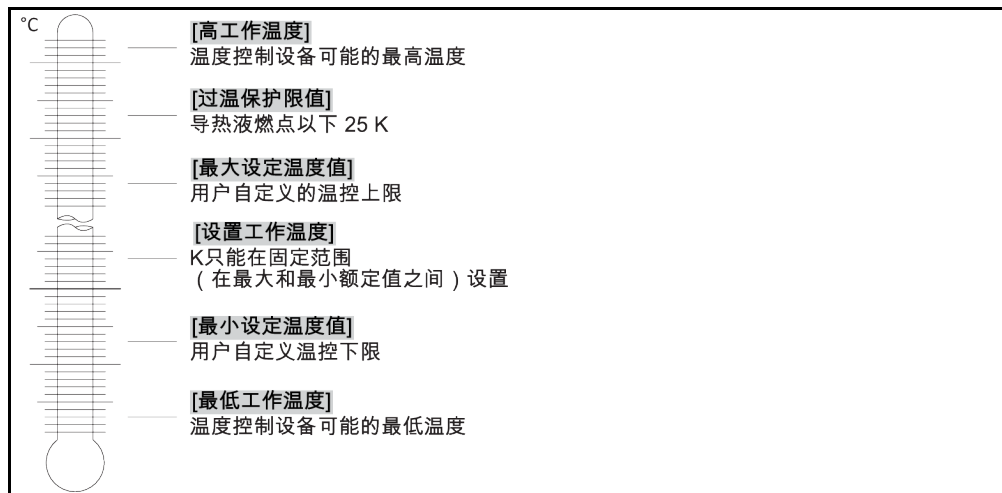 °C
[高工作温度]
温度控制设备可能的最高温度
[过温保护限值]
导热液燃点以下 25 K
[最大设定温度值]
用户自定义的温控上限
[设置工作温度]
K只能在固定范围
（在最大和最小额定值之间）设置
[最小设定温度值]
用户自定义温控下限
[最低工作温度]
温度控制设备可能的最低温度